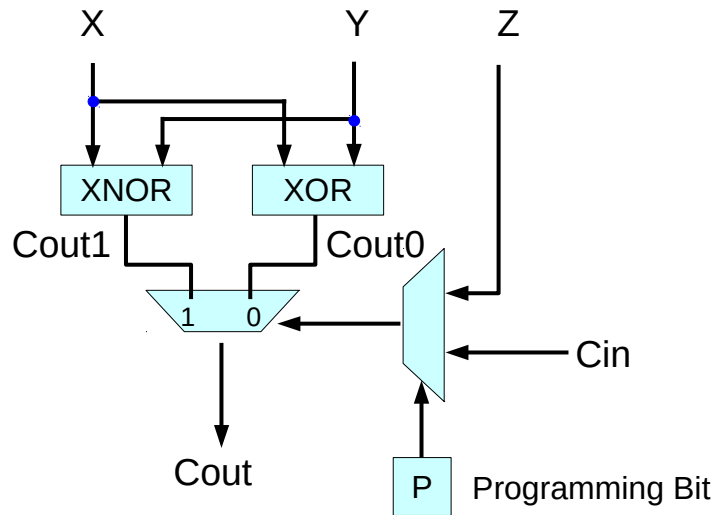 X Y Z
XNOR XOR
Cout1 Cout0
1 0
Cin
Cout
P Programming Bit